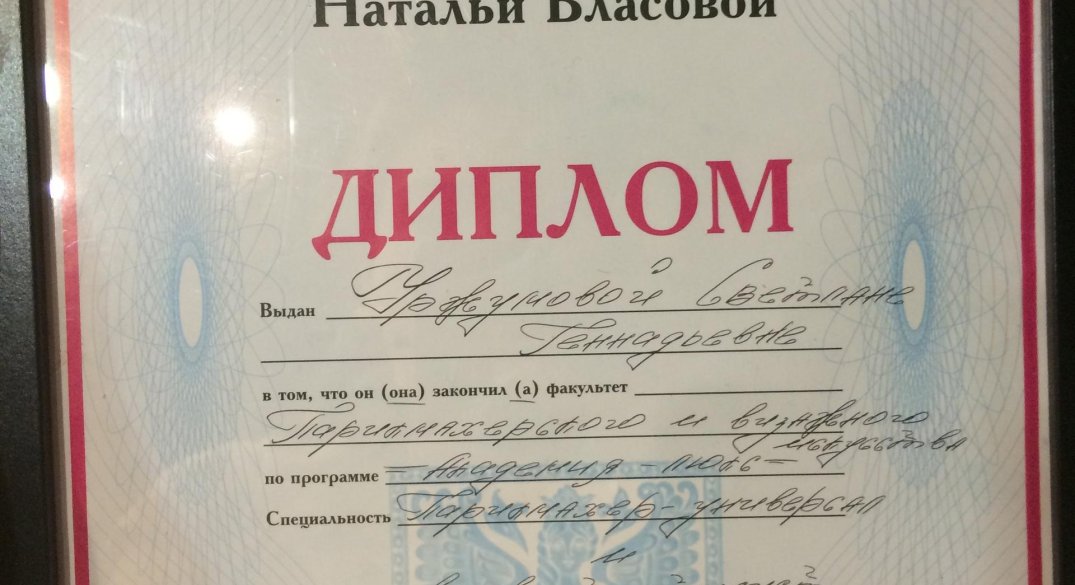 Натальи Власовой
ДИПЛОМ
Выдан Уржумовой Светлане
Геннадьевне
в том, что он (она) закончил (а) факультет
Парикмахерского и визажного
искусства
по программе = Академия - люкс =
Специальность Парикмахер - универсал
и